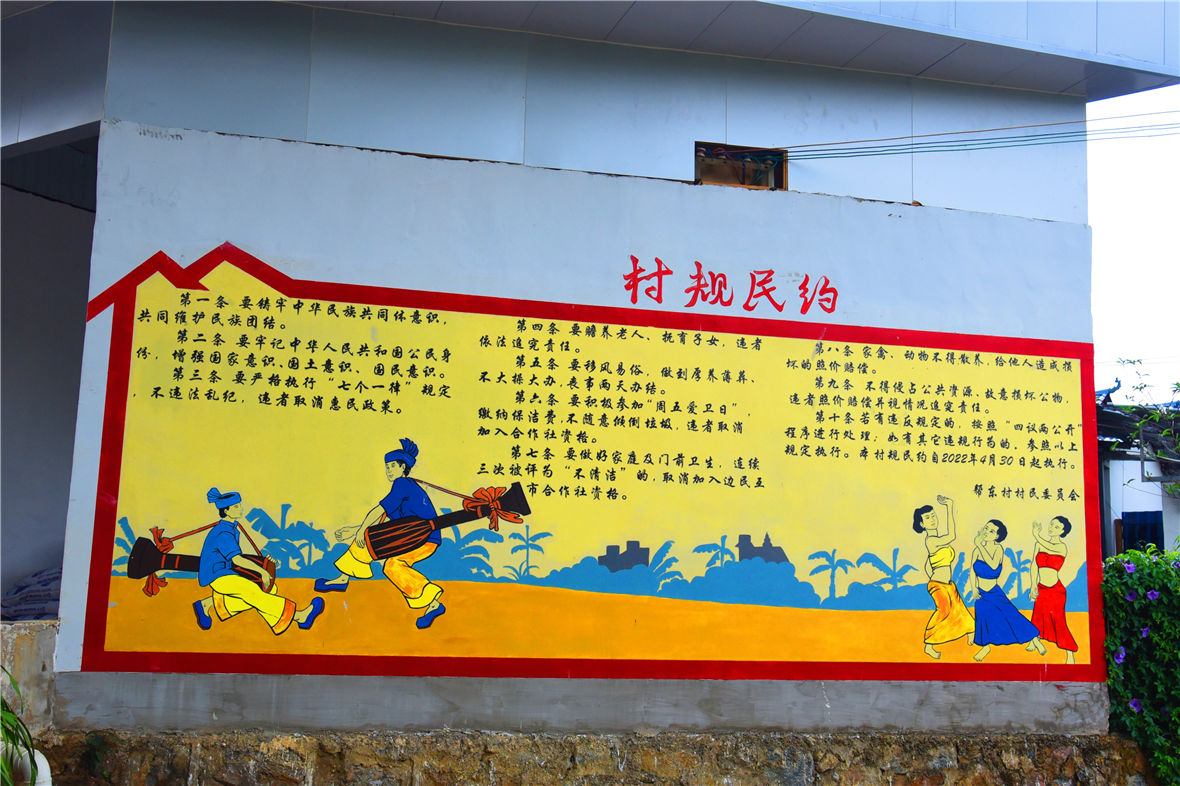 村规民约
第一条 要铸牢中华民族共同体意识，
共同维护民族团结。
第二条 要牢记中华人民共和国公民身
份，增强国家意识、国土意识、国民意识。
第三条 要严格执行“七个一律”规定
，不违法乱纪，违者取消惠民政策。
第四条 要瞻养老人、抚育子女，违者
依法追究责任。
第五条 要移风易俗，做到厚养薄葬、
不大操大办，丧事两天办结。
第六条 要积极参加“周五爱卫日”，
缴纳保洁费，不随意倾倒垃圾，违者取消
加入合作社资格。
第七条 要做好家庭及门前卫生，连续
三次被评为“不清洁”的，取消加入边民互
市合作社资格。
第八条 家禽、动物不得散养，给他人造成损
坏的照价赔偿。
第九条 不得侵占公共资源、故意损坏公物，
违者照价赔偿并视情况追究责任。
第十条 若有违反规定的，按照“四议两公开”
程序进行处理；如有其它违规行为的，参照以上
规定执行。本村规民约自2022年4月30日起执行。
帮东村村民委员会